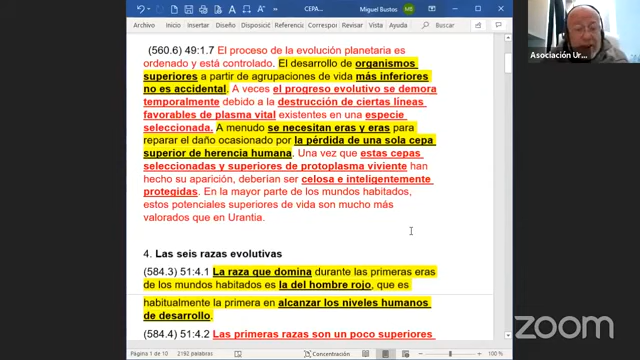 CEPA...
Miguel Bustos
MB
Archivo
Inicio
Insertar
Diseño
Disposición
Referencias
Correspondencia
Revisar
Vista
Ayuda
Acrobat
Asociación Ur...
(560.6) 49:1.7 El proceso de la evolución planetaria es
ordenado y está controlado. El desarrollo de organismos
superiores a partir de agrupaciones de vida más inferiores
no es accidental. A veces el progreso evolutivo se demora
temporalmente debido a la destrucción de ciertas líneas
favorables de plasma vital existentes en una especie
seleccionada. A menudo se necesitan eras y eras para
reparar el daño ocasionado por la pérdida de una sola cepa
superior de herencia humana. Una vez que estas cepas
seleccionadas y superiores de protoplasma viviente han
hecho su aparición, deberían ser celosa e inteligentemente
protegidas. En la mayor parte de los mundos habitados,
estos potenciales superiores de vida son mucho más
valorados que en Urantia.
4. Las seis razas evolutivas
(584.3) 51:4.1 La raza que domina durante las primeras eras
de los mundos habitados es la del hombre rojo, que es
habitualmente la primera en alcanzar los niveles humanos
de desarrollo.
(584.4) 51:4.2 Las primeras razas son un poco superiores
Página 1 de 10
2192 palabras
Concentración
100 %
zoom